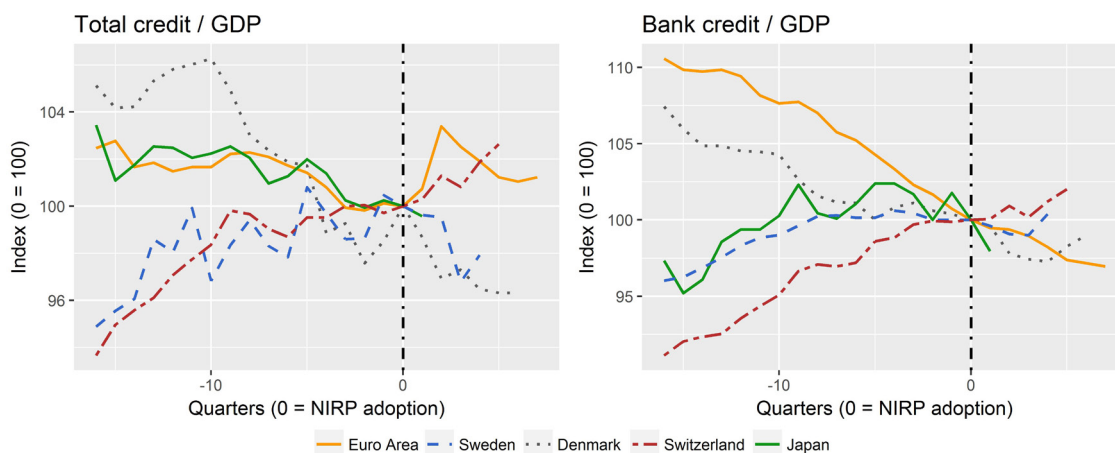 Total credit / GDP
Index (0 = 100)
104
100
96
-10
0
Quarters (0 = NIRP adoption)
Bank credit / GDP
Index (0 = 100)
110
105
100
95
-10
0
Quarters (0 = NIRP adoption)
Euro Area Sweden Denmark Switzerland Japan